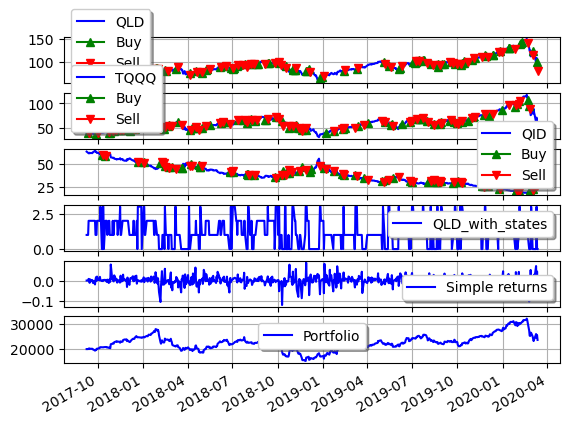 QLD
Buy
Sell
150
100
TQQQ
Buy
Sell
100
50
QID
Buy
Sell
50
25
QLD_with_states
2.5
0.0
Simple returns
0.0
−0.1
Portfolio
30000
20000
2017-10
2018-01
2018-04
2018-07
2018-10
2019-01
2019-04
2019-07
2019-10
2020-01
2020-04